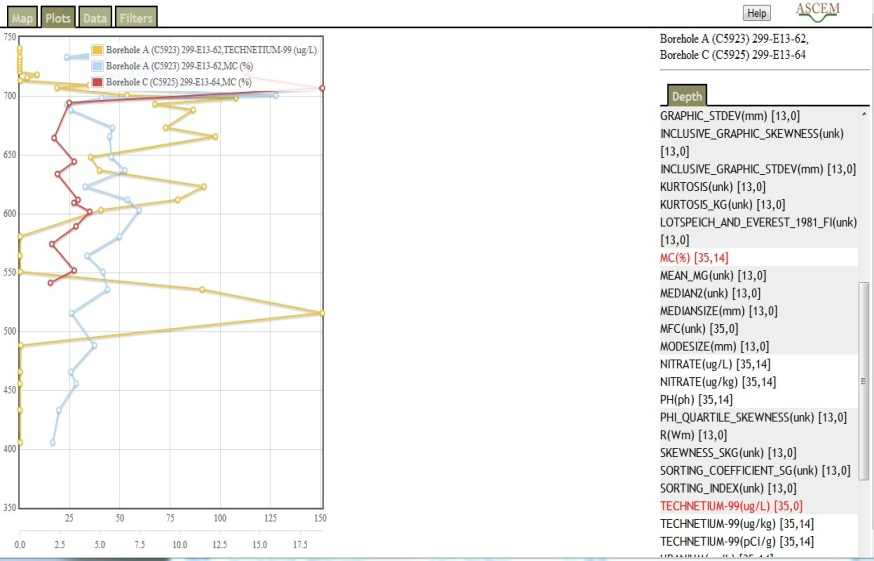 Map Plots Data Filters
Help
ASCEM
Borehole A (C5923) 299-E13-62,
Borehole C (C5925) 299-E13-64
Depth
750
700
650
600
550
500
450
400
350
Borehole A (C5923) 299-E13-62,TECHNETIUM-99 (ug/L)
Borehole A (C5923) 299-E13-62,MC (%)
Borehole C (C5925) 299-E13-64,MC (%)
25 50 75 100 125 150
0.0 2.5 5.0 7.5 10.0 12.5 15.0 17.5
GRAPHIC_STDEV(mm) [13,0]
INCLUSIVE_GRAPHIC_SKEWNESS(unk)
[13,0]
INCLUSIVE_GRAPHIC_STDEV(mm) [13,0]
KURTOSIS(unk) [13,0]
KURTOSIS_KG(unk) [13,0]
LOTSPEICH_AND_EVEREST_1981_FI(unk)
[13,0]
MC(%) [35,14]
MEAN_MG(unk) [13,0]
MEDIAN2(unk) [13,0]
MEDIANSIZE(mm) [13,0]
MFC(unk) [35,0]
MODESIZE(mm) [13,0]
NITRATE(ug/L) [35,14]
NITRATE(ug/kg) [35,14]
PH(ph) [35,14]
PHI_QUARTILE_SKEWNESS(unk) [13,0]
R(Wm) [13,0]
SKEWNESS_SKG(unk) [13,0]
SORTING_COEFFICIENT_SG(unk) [13,0]
SORTING_INDEX(unk) [13,0]
TECHNETIUM-99(ug/L) [35,0]
TECHNETIUM-99(ug/kg) [35,14]
TECHNETIUM-99(pCi/g) [35,14]